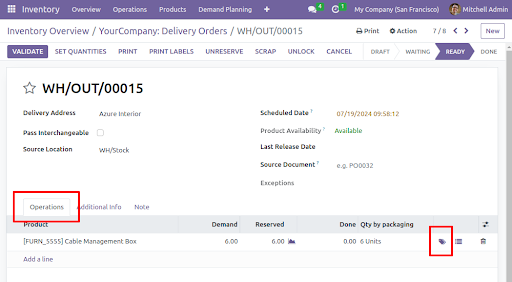 Inventory Overview Operations Products Demand Planning 4 1 My Company (San Francisco) Mitchell Admin
Inventory Overview / YourCompany: Delivery Orders / WH/OUT/00015 Print Action 7 / 8 New
VALIDATE SET QUANTITIES PRINT PRINT LABELS UNRESERVE SCRAP UNLOCK CANCEL DRAFT WAITING READY DONE
WH/OUT/00015
Delivery Address Azure Interior Scheduled Date ? 07/19/2024 09:58:12
Pass Interchangeable Product Availability ? Available
Source Location WH/Stock Last Release Date
Source Document ? e.g. PO0032
Exceptions
Operations Additional Info Note
Product Demand Reserved Done Qty by packaging
[FURN_5555] Cable Management Box 6.00 6.00 0.00 6 Units
Add a line